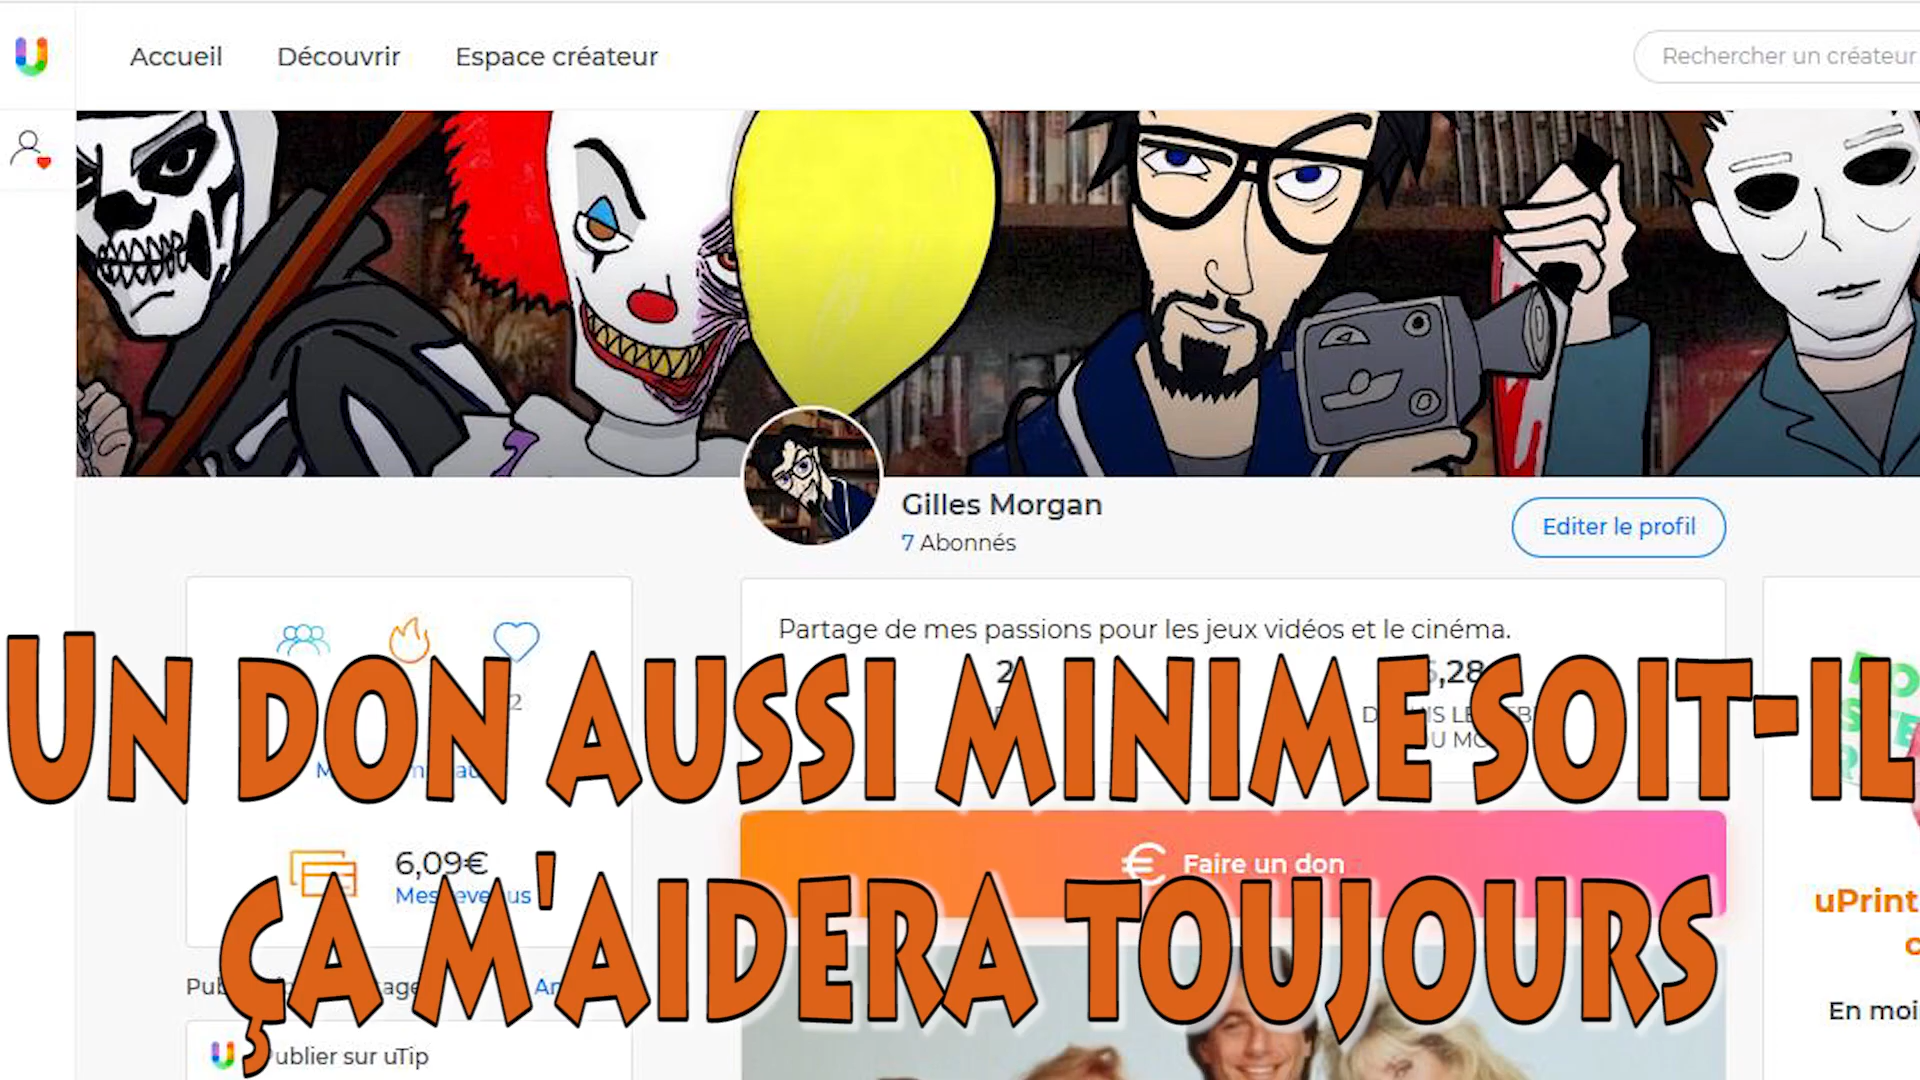 Accueil Découvrir Espace créateur
Rechercher un créateur
Gilles Morgan
7 Abonnés
Editer le profil
Partage de mes passions pour les jeux vidéos et le cinéma.
UN DON AUSSI MINIME SOIT-IL
6,09€
€ Faire un don
ÇA M'AIDERA TOUJOURS
uPrint
En moi
Publier sur uTip